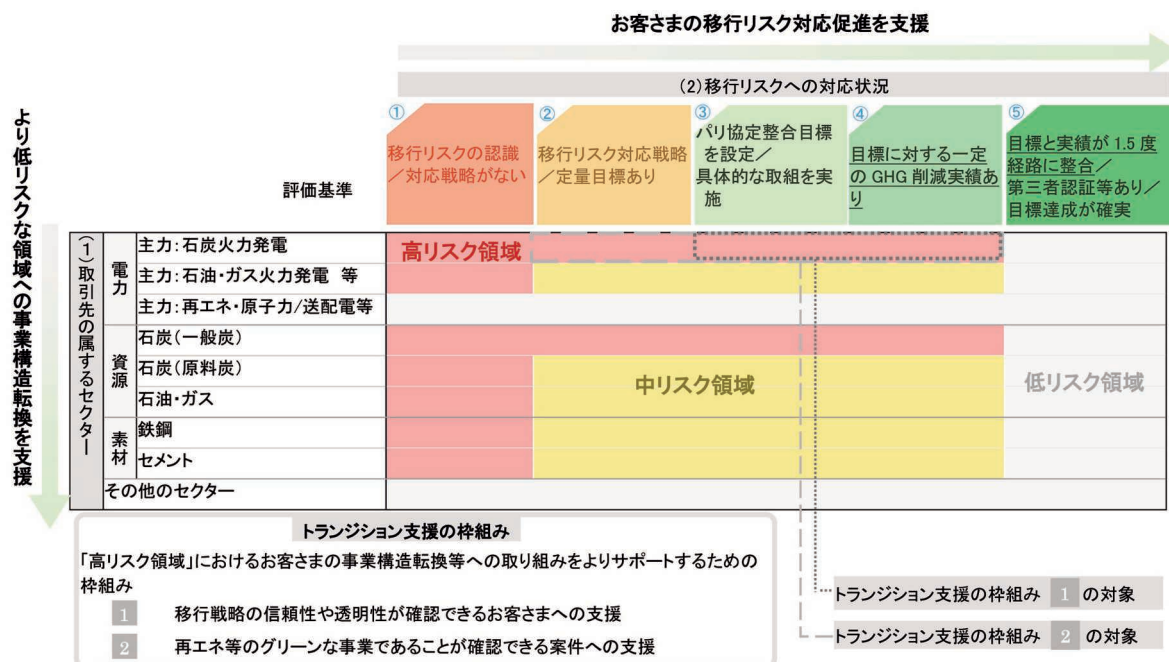 お客さまの移行リスク対応促進を支援
(2)移行リスクへの対応状況
より低リスクな領域への事業構造転換を支援
評価基準
①
移行リスクの認識
／対応戦略がない
②
移行リスク対応戦略
／定量目標あり
③
パリ協定整合目標
を設定／
具体的な取組を実
施
④
目標に対する一定
の GHG 削減実績あ
り
⑤
目標と実績が 1.5 度
経路に整合／
第三者認証等あり／
目標達成が確実
(1)取引先の属するセクター
電力
主力：石炭火力発電
主力：石油・ガス火力発電 等
主力：再エネ・原子力/送配電等
資源
石炭（一般炭）
石炭（原料炭）
石油・ガス
素材
鉄鋼
セメント
その他のセクター
高リスク領域
中リスク領域
低リスク領域
トランジション支援の枠組み
「高リスク領域」におけるお客さまの事業構造転換等への取り組みをよりサポートするための
枠組み
1 移行戦略の信頼性や透明性が確認できるお客さまへの支援
2 再エネ等のグリーンな事業であることが確認できる案件への支援
トランジション支援の枠組み 1 の対象
トランジション支援の枠組み 2 の対象